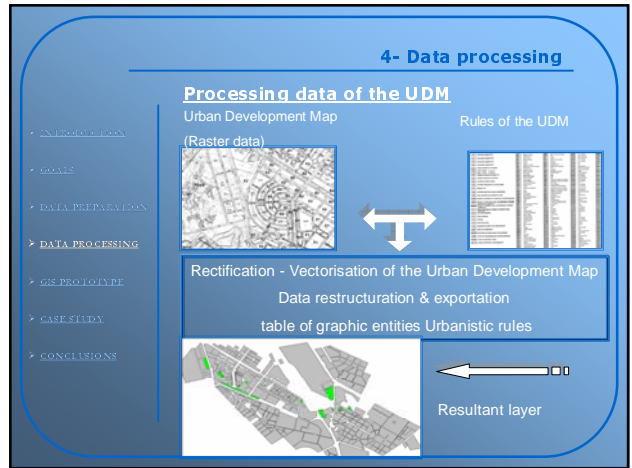 4- Data processing
Processing data of the UDM
Urban Development Map
(Raster data)
Rules of the UDM
INTRODUCTION
GOALS
DATA PREPARATION
DATA PROCESSING
GIS PROTOTYPE
CASE STUDY
CONCLUSIONS
Rectification - Vectorisation of the Urban Development Map
Data restructuration & exportation
table of graphic entities Urbanistic rules
Resultant layer